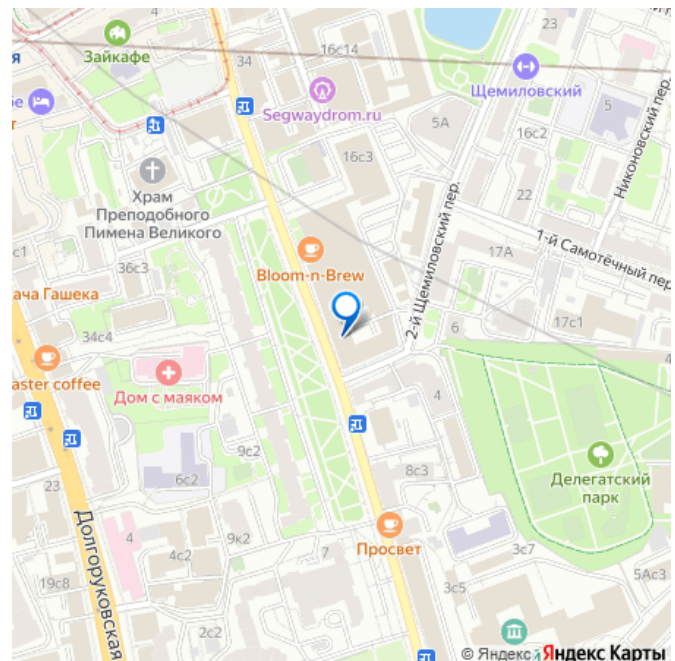 Зайкафе
34
16с14
23
Segwaydrom.ru
Щемиловский
5А
16с2
5
Никоновский пер.
16с3
22
Храм
Преподобного
Пимена Великого
2-й Щемиловский пер.
1-й Самотёчный пер
17А
с1
36с3
Bloom-n-Brew
ача Гашека
34с4
6
17с1
4
aster coffee
Дом с маяком
4
9с2
6с2
8с3
Делегатский
парк
23
Долгоруковская
4
4с2
9к2
7
Просвет
3с7
19с8
3с5
5Ас3
2с2
© Яндекс Яндекс Карты